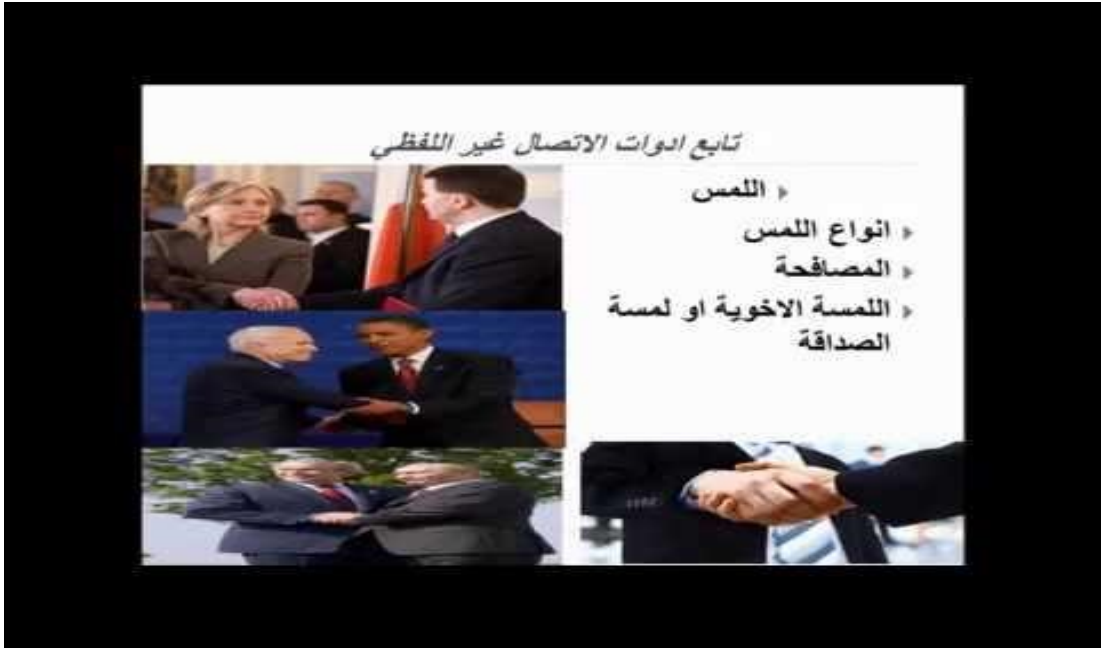 تابع ادوات الاتصال غير اللفظي
اللمس
انواع اللمس
المصافحة
اللمسة الاخوية او لمسة
الصداقة